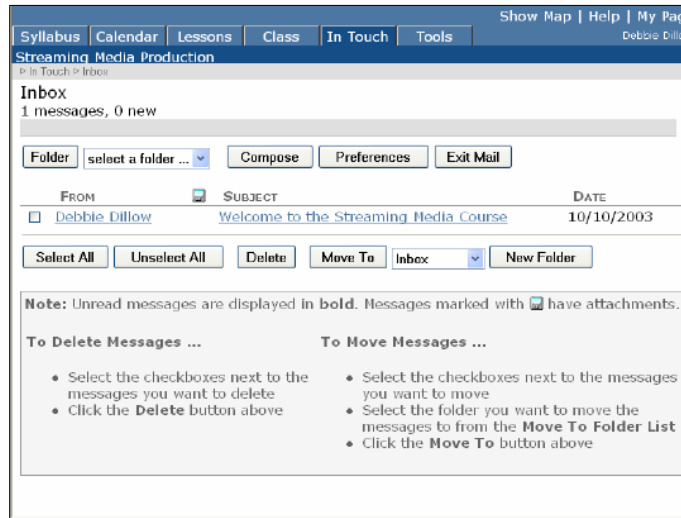 Show Map | Help | My Pag
Syllabus Calendar Lessons Class In Touch Tools Debbie Dillo
Streaming Media Production
In Touch Inbox
Inbox
1 messages, 0 new
Folder select a folder ... Compose Preferences Exit Mail
FROM SUBJECT DATE
Debbie Dillow Welcome to the Streaming Media Course 10/10/2003
Select All Unselect All Delete Move To Inbox New Folder
Note: Unread messages are displayed in bold. Messages marked with have attachments.
To Delete Messages ...
• Select the checkboxes next to the
messages you want to delete
• Click the Delete button above
To Move Messages ...
• Select the checkboxes next to the messages
you want to move
• Select the folder you want to move the
messages to from the Move To Folder List
• Click the Move To button above